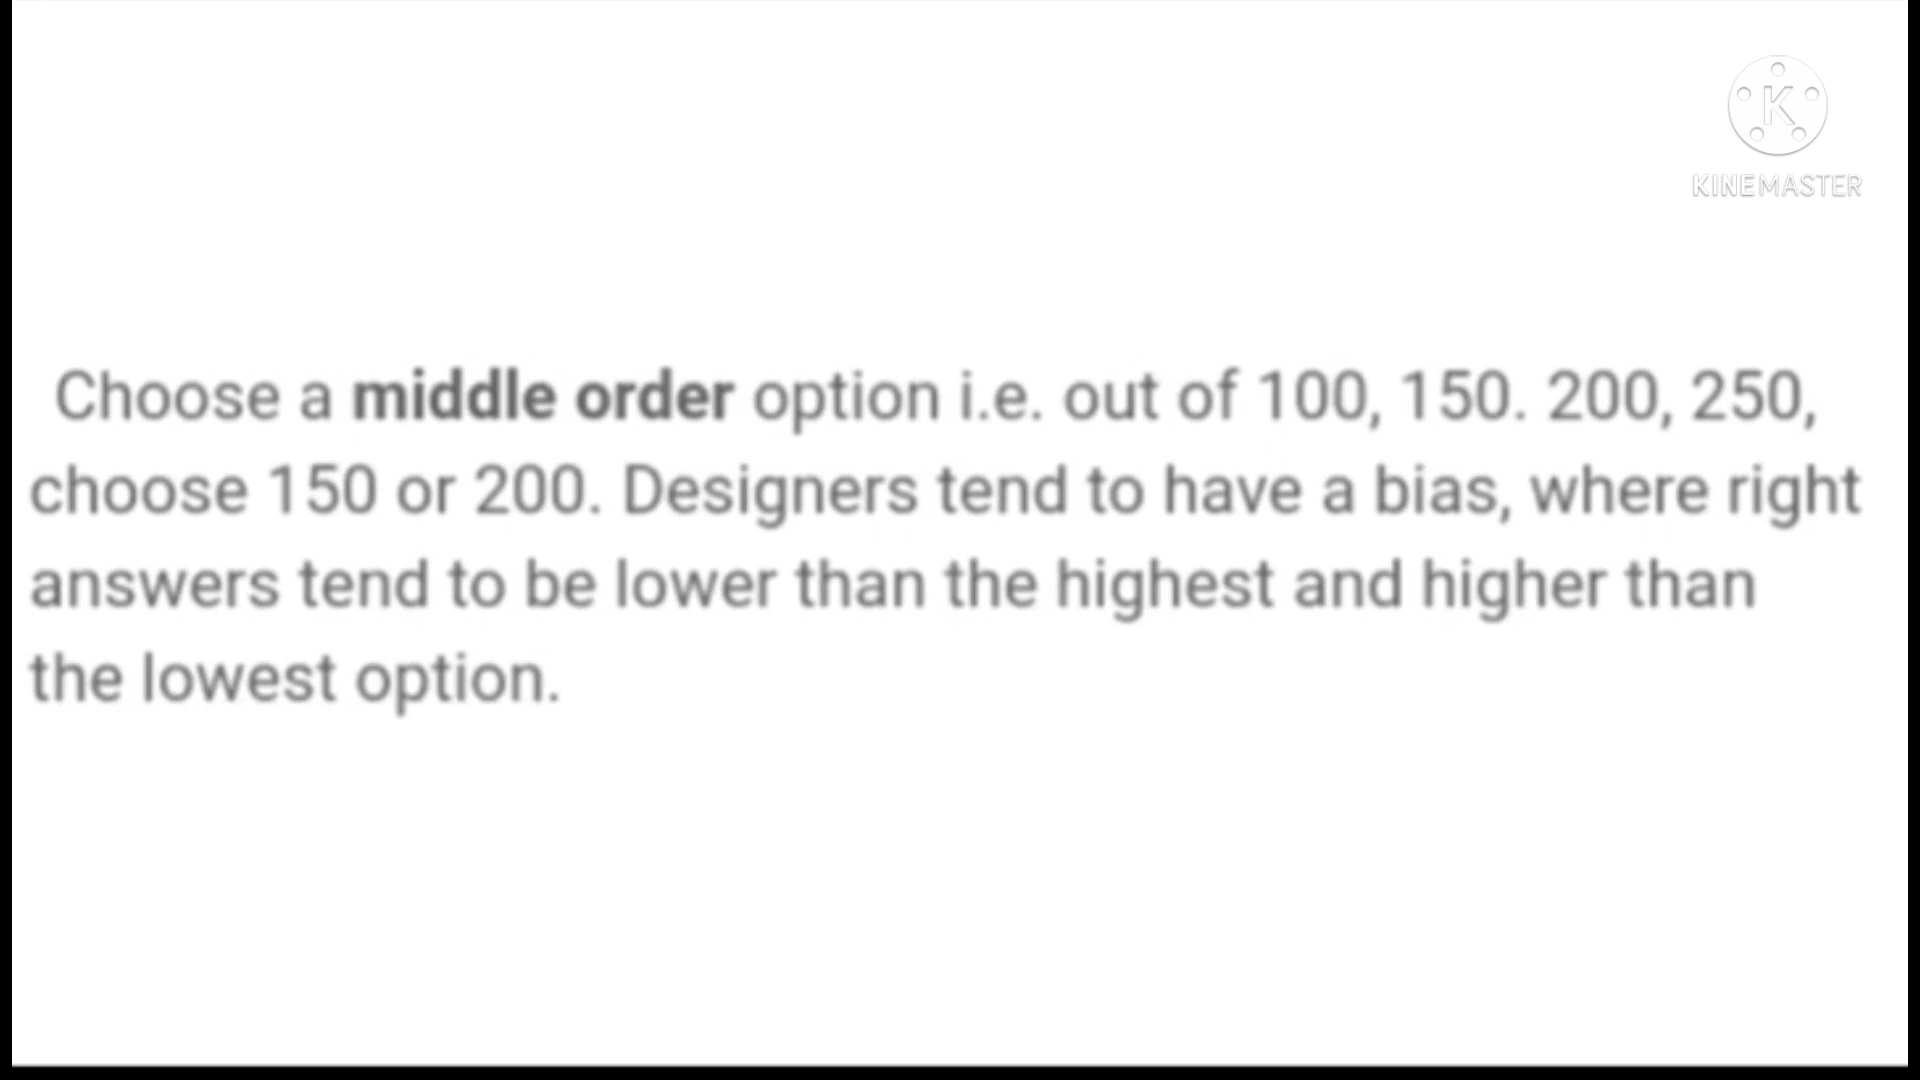 K
KINEMASTER
Choose a middle order option i.e. out of 100, 150. 200, 250,
choose 150 or 200. Designers tend to have a bias, where right
answers tend to be lower than the highest and higher than
the lowest option.